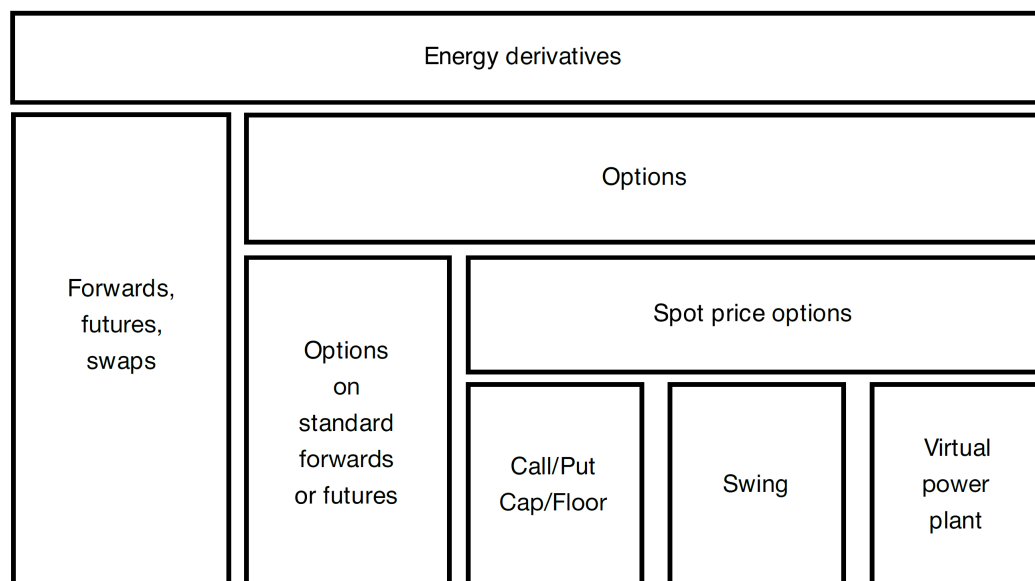 Energy derivatives
Options
Forwards,
futures,
swaps
Options
on
standard
forwards
or futures
Spot price options
Call/Put
Cap/Floor
Swing
Virtual
power
plant